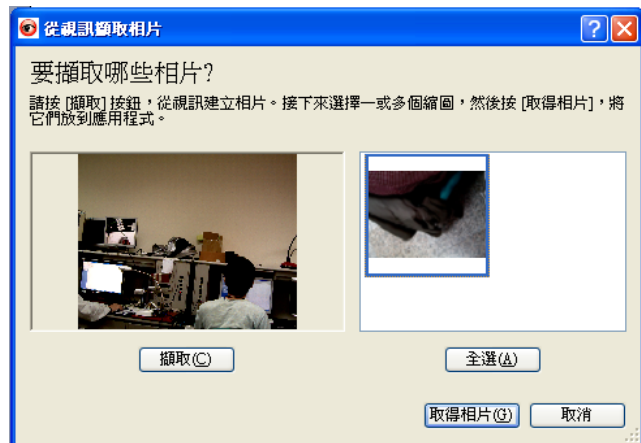 從視訊擷取相片
要擷取哪些相片?
請按 [擷取] 按鈕，從視訊建立相片。接下來選擇一或多個縮圖，然後按 [取得相片]，將
它們放到應用程式。
擷取(C)
全選(A)
取得相片(G)
取消